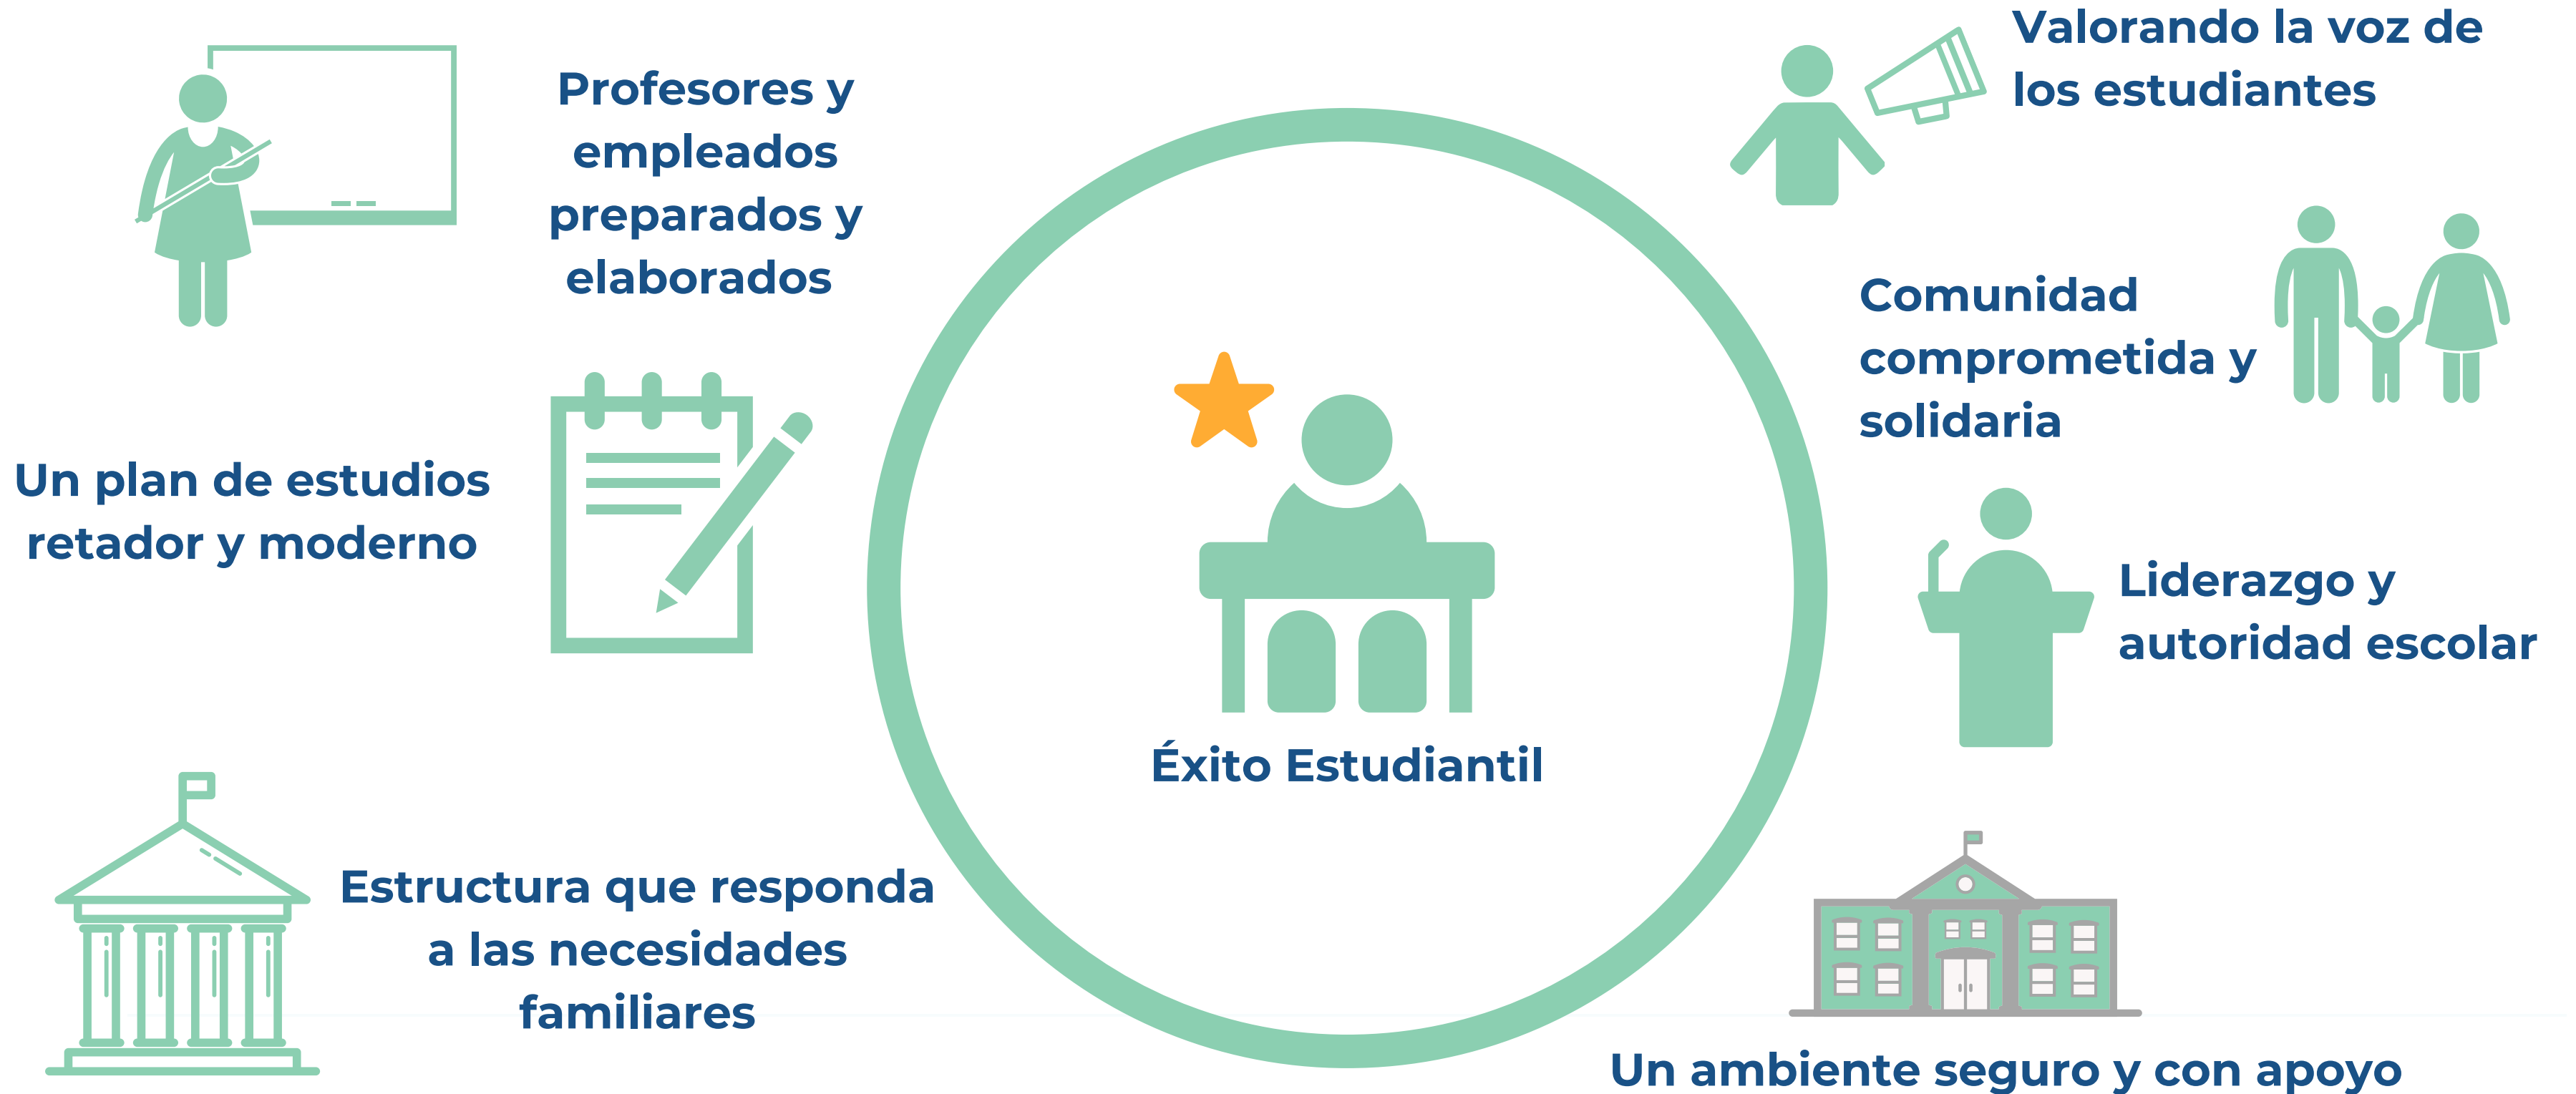 Profesores y
empleados
preparados y
elaborados
Un plan de estudios
retador y moderno
Estructura que responda
a las necesidades
familiares
Éxito Estudiantil
Valorando la voz de
los estudiantes
Comunidad
comprometida y
solidaria
Liderazgo y
autoridad escolar
Un ambiente seguro y con apoyo